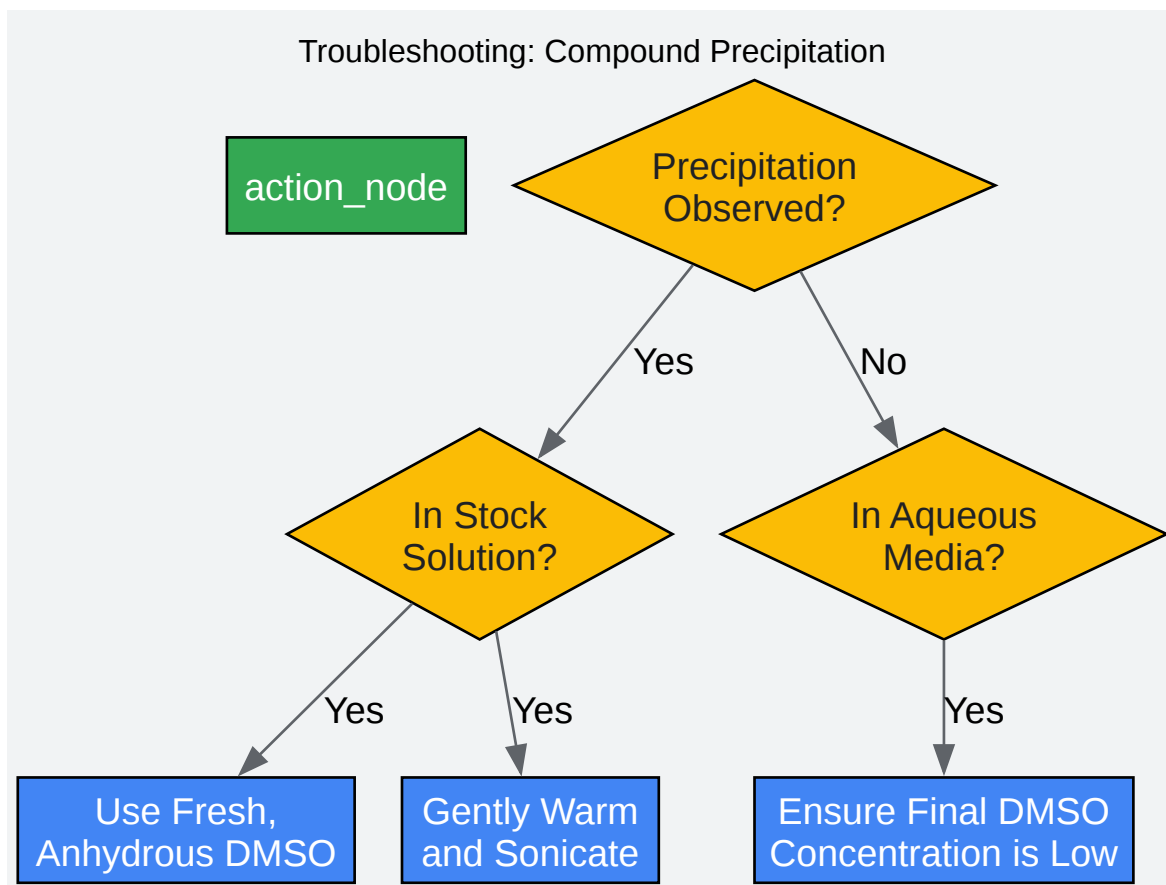 Troubleshooting: Compound Precipitation
action_node
Precipitation
Observed?
Yes
No
In Stock
Solution?
In Aqueous
Media?
Yes
Yes
Yes
Use Fresh,
Anhydrous DMSO
Gently Warm
and Sonicate
Ensure Final DMSO
Concentration is Low